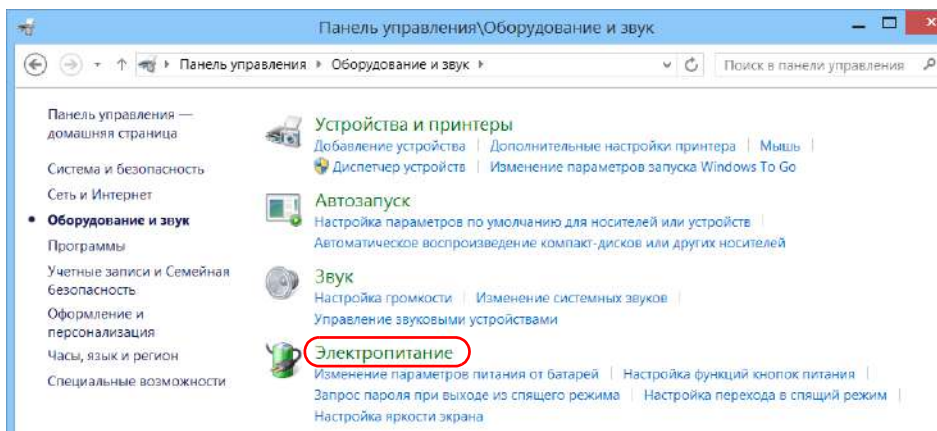 Панель управления\Оборудование и звук
Панель управления ▸ Оборудование и звук ▸
Поиск в панели управления
Панель управления —
домашняя страница
Система и безопасность
Сеть и Интернет
• Оборудование и звук
Программы
Учетные записи и Семейная
безопасность
Оформление и
персонализация
Часы, язык и регион
Специальные возможности
Устройства и принтеры
Добавление устройства | Дополнительные настройки принтера | Мышь |
Диспетчер устройств | Изменение параметров запуска Windows To Go
Автозапуск
Настройка параметров по умолчанию для носителей или устройств |
Автоматическое воспроизведение компакт-дисков или других носителей
Звук
Настройка громкости | Изменение системных звуков |
Управление звуковыми устройствами
Электропитание
Изменение параметров питания от батарей | Настройка функций кнопок питания |
Запрос пароля при выходе из спящего режима | Настройка перехода в спящий режим |
Настройка яркости экрана